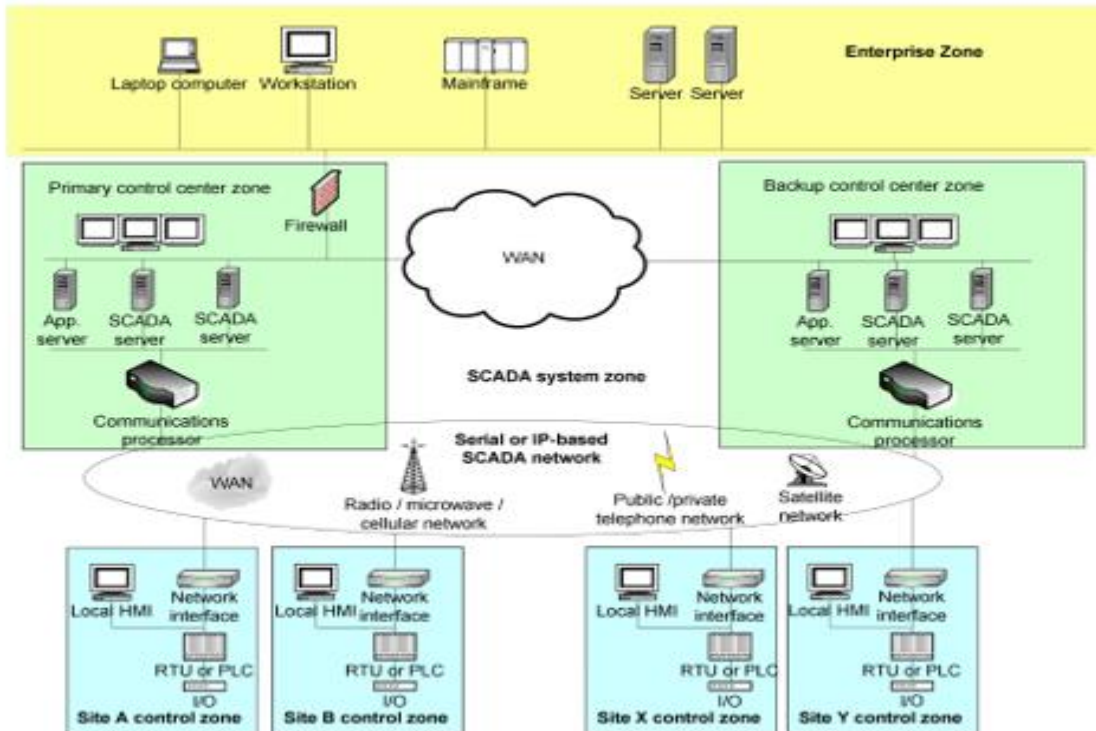 Enterprise Zone
Laptop computer
Workstation
Mainframe
Server
Server
Primary control center zone
Firewall
WAN
Backup control center zone
App.
server
SCADA
server
SCADA
server
App.
server
SCADA
server
SCADA
server
SCADA system zone
Communications
processor
Communications
processor
Serial or IP-based
SCADA network
WAN
Radio / microwave /
cellular network
Public /private
telephone network
Satellite
network
Local HMI
Network
interface
RTU or PLC
I/O
Site A control zone
Local HMI
Network
interface
RTU or PLC
I/O
Site B control zone
Local HMI
Network
interface
RTU or PLC
I/O
Site X control zone
Local HMI
Network
interface
RTU or PLC
I/O
Site Y control zone